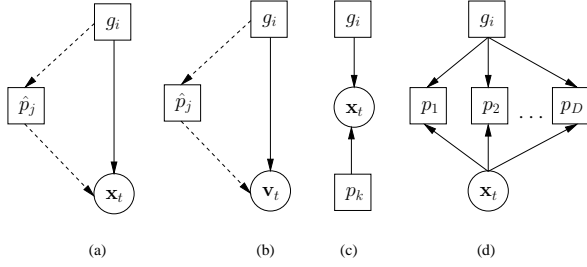 g_i g_i g_i g_i
p̂_j p̂_j x_t p_1 p_2 ... p_D
x_t v_t p_k x_t
(a) (b) (c) (d)